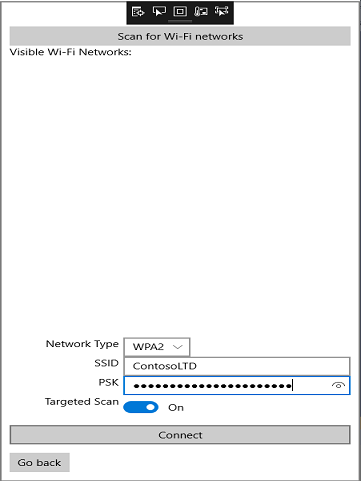 Scan for Wi-Fi networks
Visible Wi-Fi Networks:
Network Type WPA2
SSID ContosoLTD
PSK ●●●●●●●●●●●●●●●●●●●●●●
Targeted Scan On
Connect
Go back